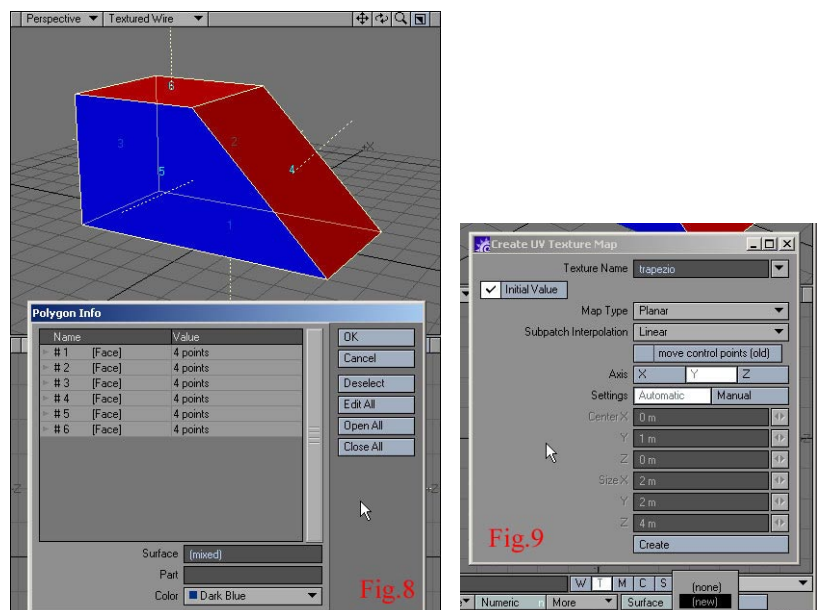 Perspective Textured Wire
6
3
2
X
5
4
1
Polygon Info
Name Value
# 1 [Face] 4 points
# 2 [Face] 4 points
# 3 [Face] 4 points
# 4 [Face] 4 points
# 5 [Face] 4 points
# 6 [Face] 4 points
OK
Cancel
Deselect
Edit All
Open All
Close All
Surface (mixed)
Part
Color Dark Blue
Fig.8
Create UV Texture Map
Texture Name trapezio
Initial Value
Map Type Planar
Subpatch Interpolation Linear
move control points (old)
Axis X Y Z
Settings Automatic Manual
Center X 0 m
Y 1 m
Z 0 m
Size X 2 m
Y 2 m
Z 4 m
Create
Fig.9
W T M C S (none)
Numeric n More Surface (new)